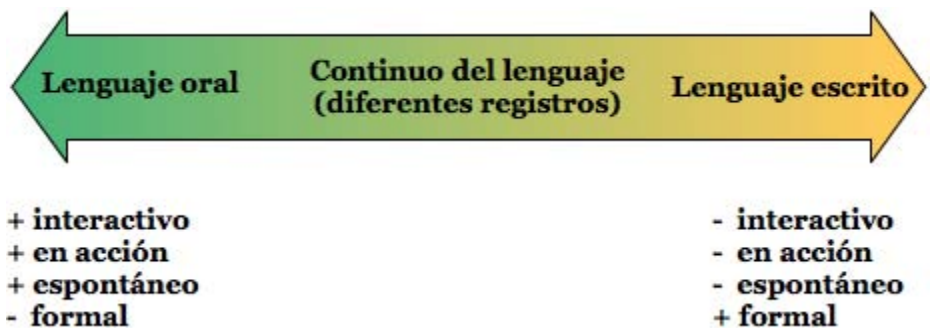 Lenguaje oral
Continuo del lenguaje
(diferentes registros)
Lenguaje escrito
+ interactivo
+ en acción
+ espontáneo
- formal
- interactivo
- en acción
- espontáneo
+ formal